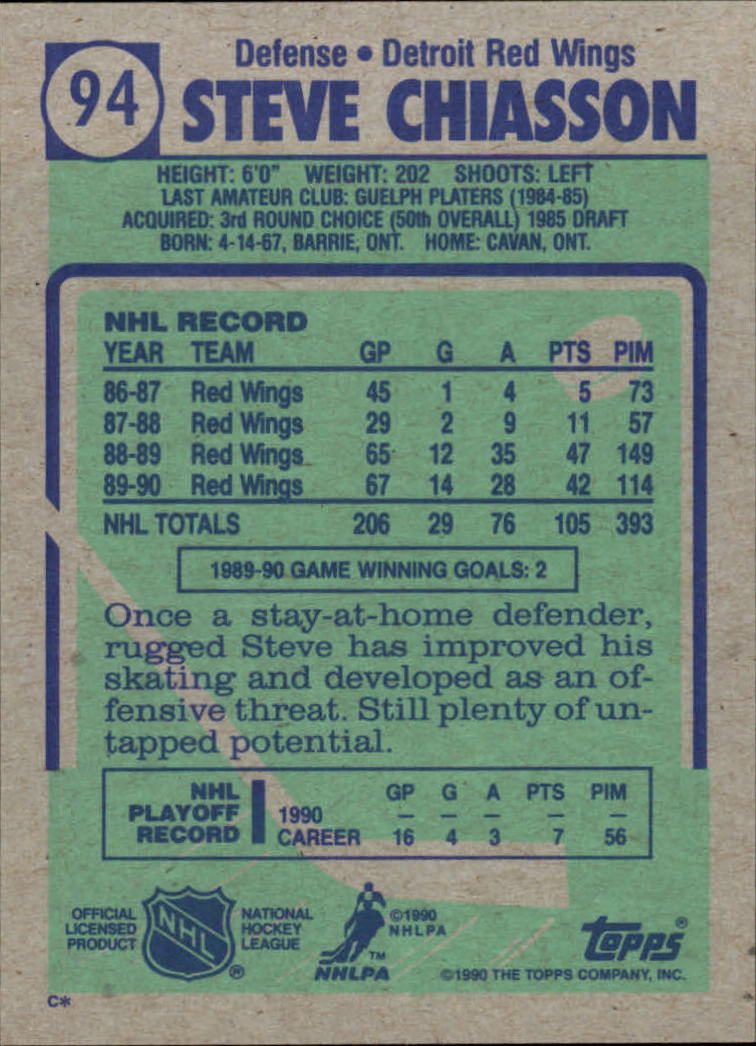 94
Defense • Detroit Red Wings
STEVE CHIASSON
HEIGHT: 6'0" WEIGHT: 202 SHOOTS: LEFT
LAST AMATEUR CLUB: GUELPH PLATERS (1984-85)
ACQUIRED: 3rd ROUND CHOICE (50th OVERALL) 1985 DRAFT
BORN: 4-14-67, BARRIE, ONT. HOME: CAVAN, ONT.
NHL RECORD
YEAR TEAM GP G A PTS PIM
86-87 Red Wings 45 1 4 5 73
87-88 Red Wings 29 2 9 11 57
88-89 Red Wings 65 12 35 47 149
89-90 Red Wings 67 14 28 42 114
NHL TOTALS 206 29 76 105 393
1989-90 GAME WINNING GOALS: 2
Once a stay-at-home defender,
rugged Steve has improved his
skating and developed as an of-
fensive threat. Still plenty of un-
tapped potential.
NHL PLAYOFF RECORD
GP G A PTS PIM
1990 – – – – –
CAREER 16 4 3 7 56
OFFICIAL
LICENSED
PRODUCT
NHL
®
NATIONAL
HOCKEY
LEAGUE
©1990
NHLPA
TM
NHLPA
topps®
©1990 THE TOPPS COMPANY, INC.
C*